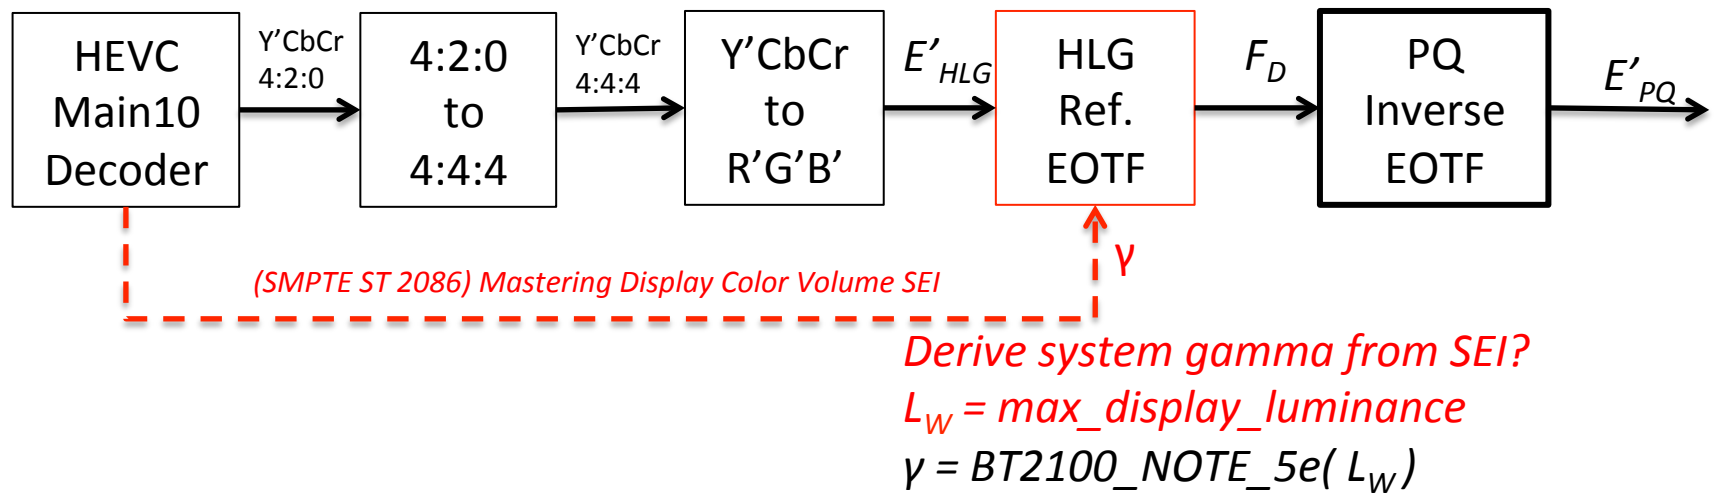 HEVC
Main10
Decoder
Y'CbCr
4:2:0
4:2:0
to
4:4:4
Y'CbCr
4:4:4
Y'CbCr
to
R'G'B'
E'HLG
HLG
Ref.
EOTF
FD
PQ
Inverse
EOTF
E'PQ
γ
(SMPTE ST 2086) Mastering Display Color Volume SEI
Derive system gamma from SEI?
LW = max_display_luminance
γ = BT2100_NOTE_5e( LW )